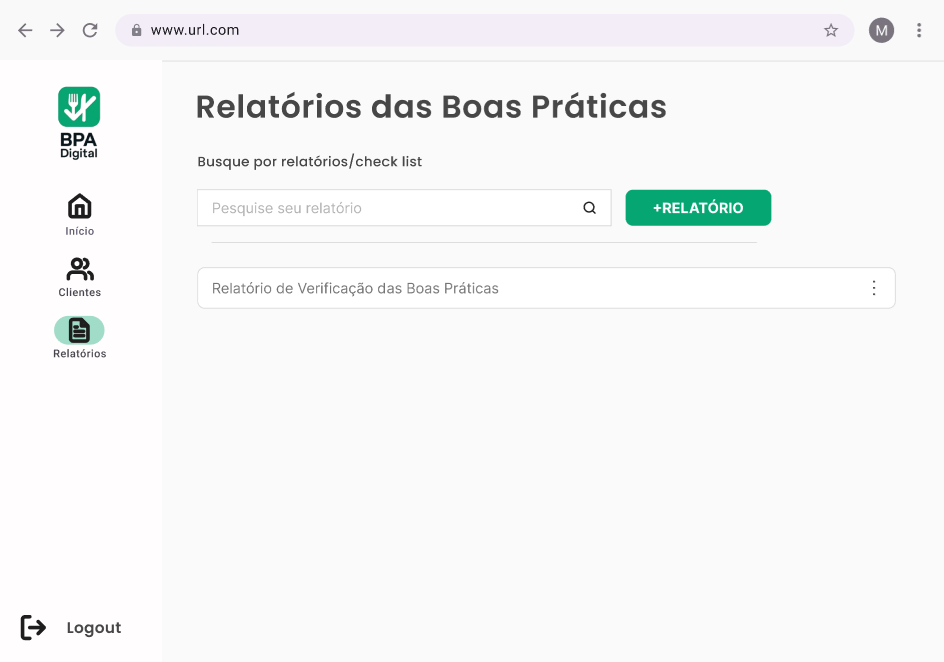 www.url.com
M
BPA
Digital
Início
Clientes
Relatórios
Logout
Relatórios das Boas Práticas
Busque por relatórios/check list
Pesquise seu relatório
+RELATÓRIO
Relatório de Verificação das Boas Práticas